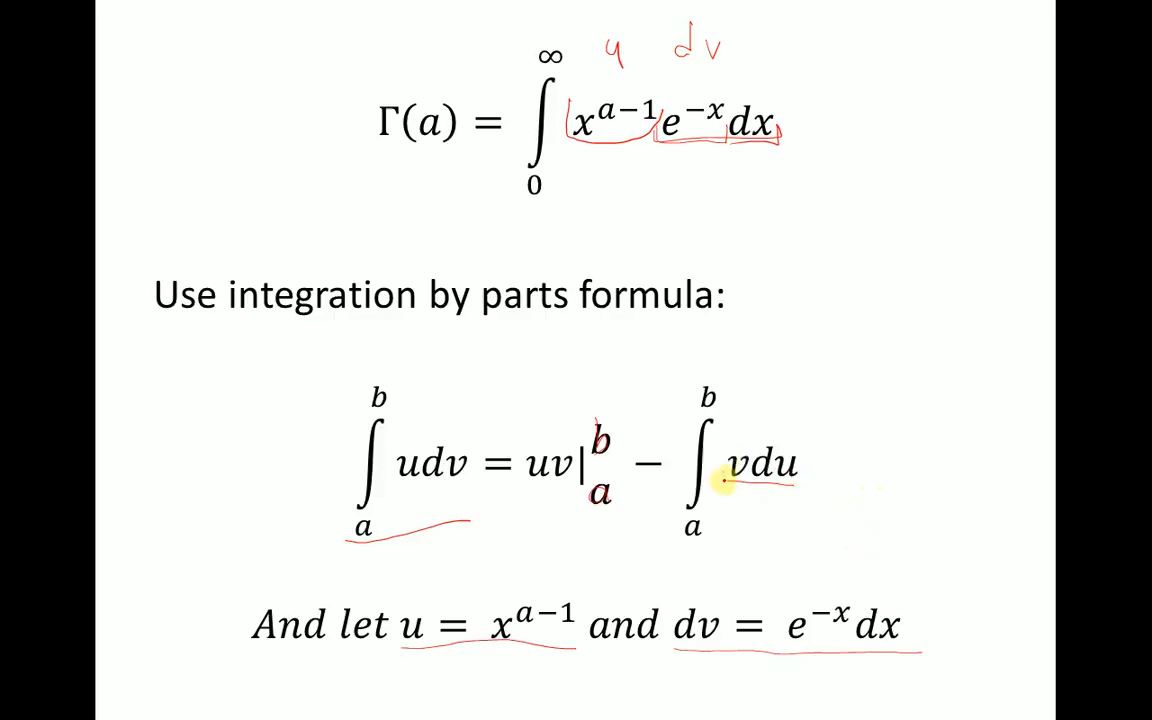 u dv
Γ(a) = ∫₀^∞ x^{a−1} e^{−x} dx
Use integration by parts formula:
∫ₐᵇ udv = uv|ₐᵇ − ∫ₐᵇ vdu
And let u = x^{a−1} and dv = e^{−x}dx